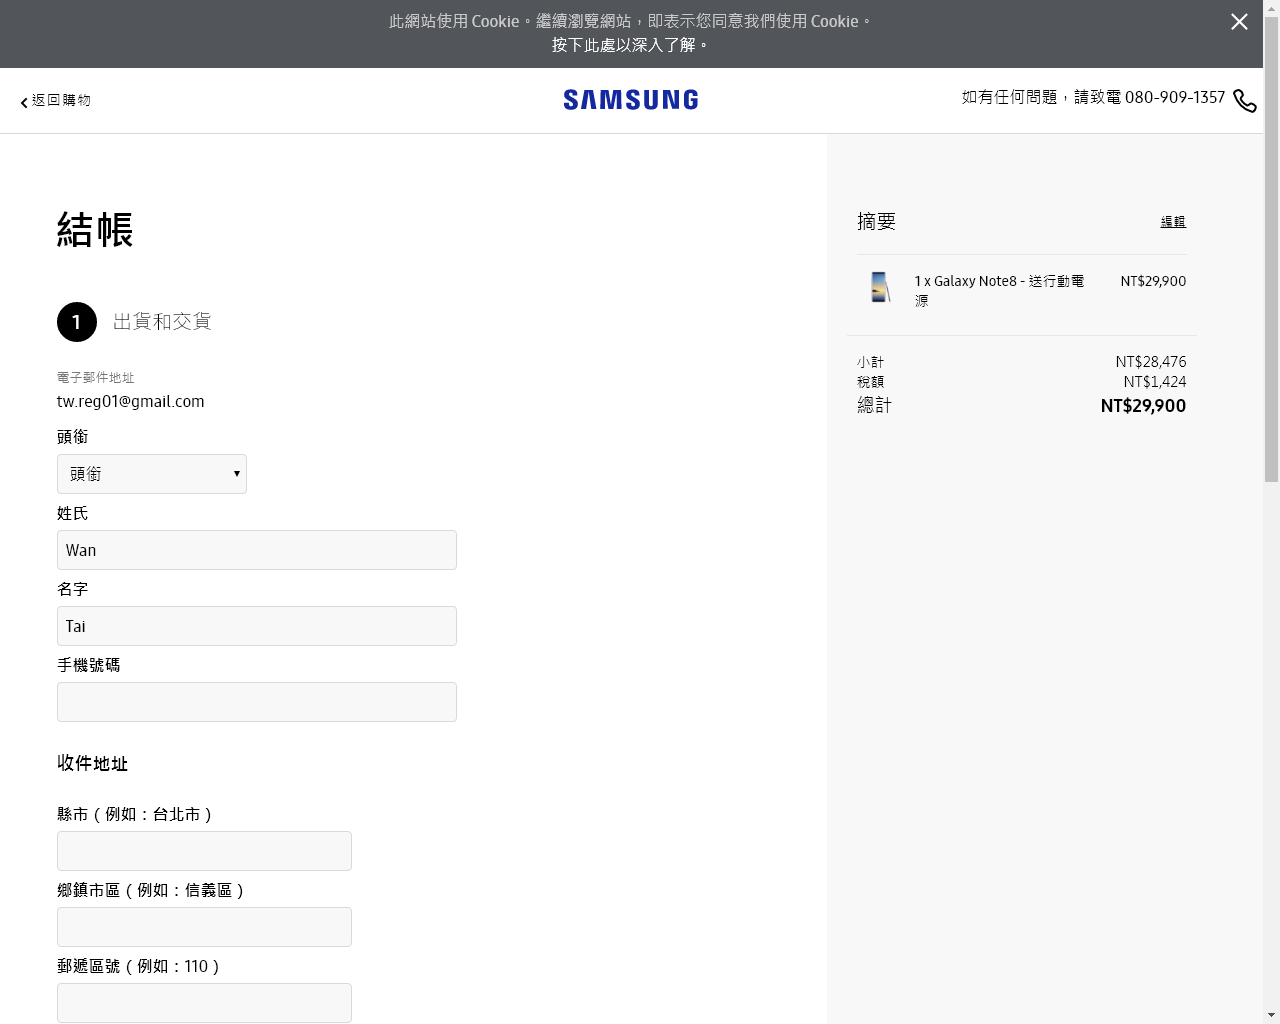 此網站使用 Cookie。繼續瀏覽網站，即表示您同意我們使用 Cookie。
按下此處以深入了解。
返回購物
SAMSUNG
如有任何問題，請致電 080-909-1357
結帳
1 出貨和交貨
電子郵件地址
tw.reg01@gmail.com
頭銜
頭銜
姓氏
Wan
名字
Tai
手機號碼
收件地址
縣市 ( 例如 : 台北市 )
鄉鎮市區 ( 例如 : 信義區 )
郵遞區號 ( 例如 : 110 )
摘要 編輯
1 x Galaxy Note8 - 送行動電 NT$29,900
源
小計 NT$28,476
稅額 NT$1,424
總計 NT$29,900